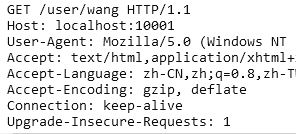 GET /user/wang HTTP/1.1
Host: localhost:10001
User-Agent: Mozilla/5.0 (Windows NT
Accept: text/html,application/xhtml+
Accept-Language: zh-CN,zh;q=0.8,zh-T
Accept-Encoding: gzip, deflate
Connection: keep-alive
Upgrade-Insecure-Requests: 1